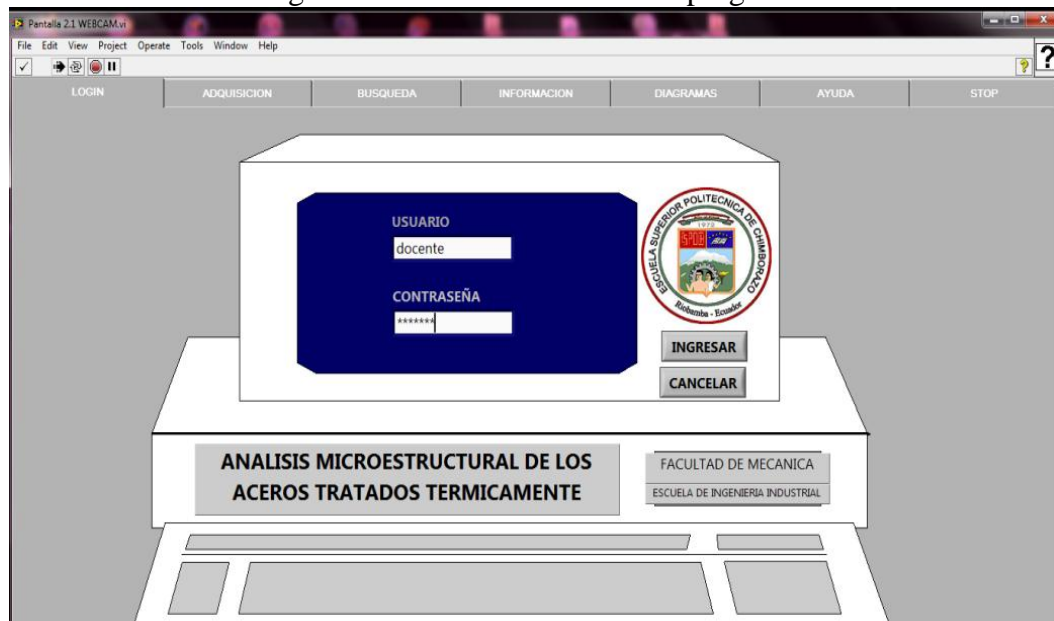 Pantalla 2.1 WEBCAM.vi
File Edit View Project Operate Tools Window Help
?
LOGIN ADQUISICION BUSQUEDA INFORMACION DIAGRAMAS AYUDA STOP
USUARIO
docente
CONTRASEÑA
*******
ESCUELA SUPERIOR POLITECNICA DE CHIMBORAZO
1972
Riobamba - Ecuador
INGRESAR
CANCELAR
ANALISIS MICROESTRUCTURAL DE LOS
ACEROS TRATADOS TERMICAMENTE
FACULTAD DE MECANICA
ESCUELA DE INGENIERIA INDUSTRIAL